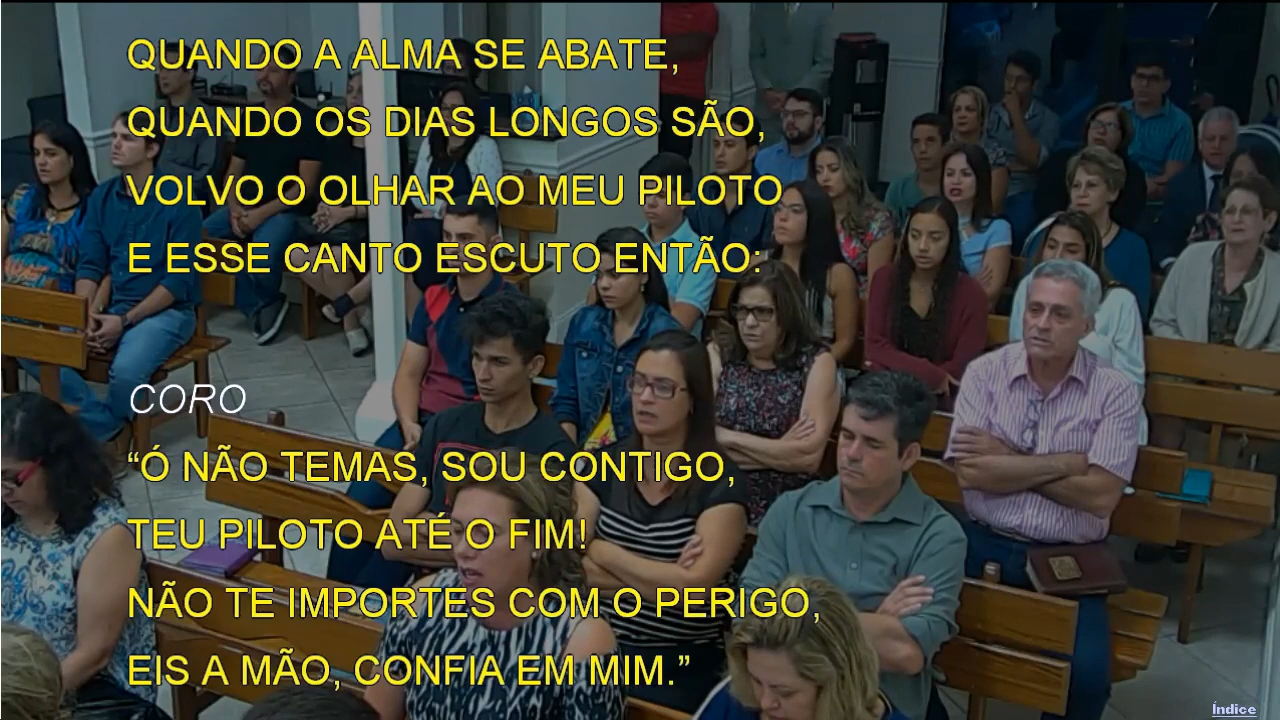 QUANDO A ALMA SE ABATE,
QUANDO OS DIAS LONGOS SÃO,
VOLVO O OLHAR AO MEU PILOTO
E ESSE CANTO ESCUTO ENTÃO:
CORO
“Ó NÃO TEMAS, SOU CONTIGO,
TEU PILOTO ATÉ O FIM!
NÃO TE IMPORTES COM O PERIGO,
EIS A MÃO, CONFIA EM MIM.”
Índice